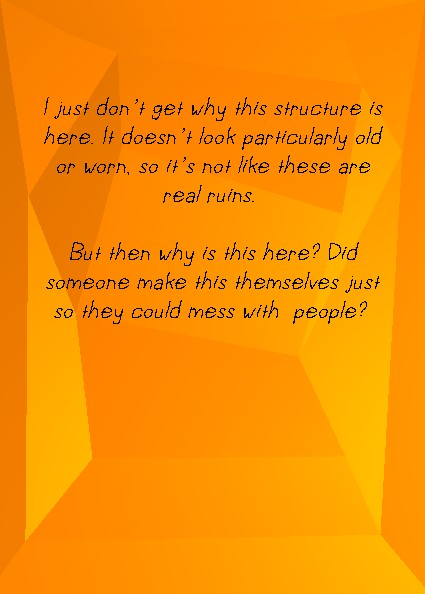 I just don't get why this structure is
here. It doesn't look particularly old
or worn, so it's not like these are
real ruins.
But then why is this here? Did
someone make this themselves just
so they could mess with people?